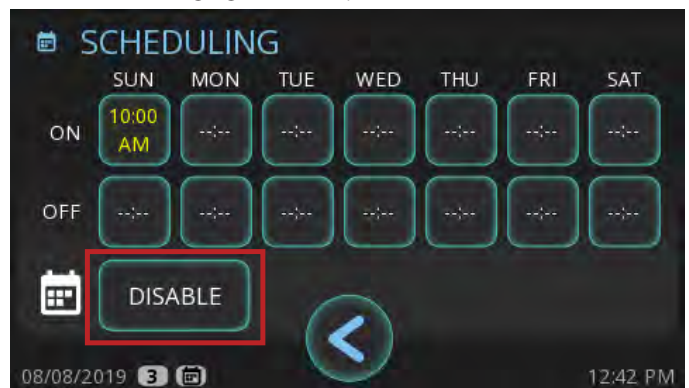 SCHEDULING
SUN MON TUE WED THU FRI SAT
ON 10:00 AM --:-- --:-- --:-- --:-- --:-- --:--
OFF --:-- --:-- --:-- --:-- --:-- --:-- --:--
DISABLE
08/08/2019 3 12:42 PM